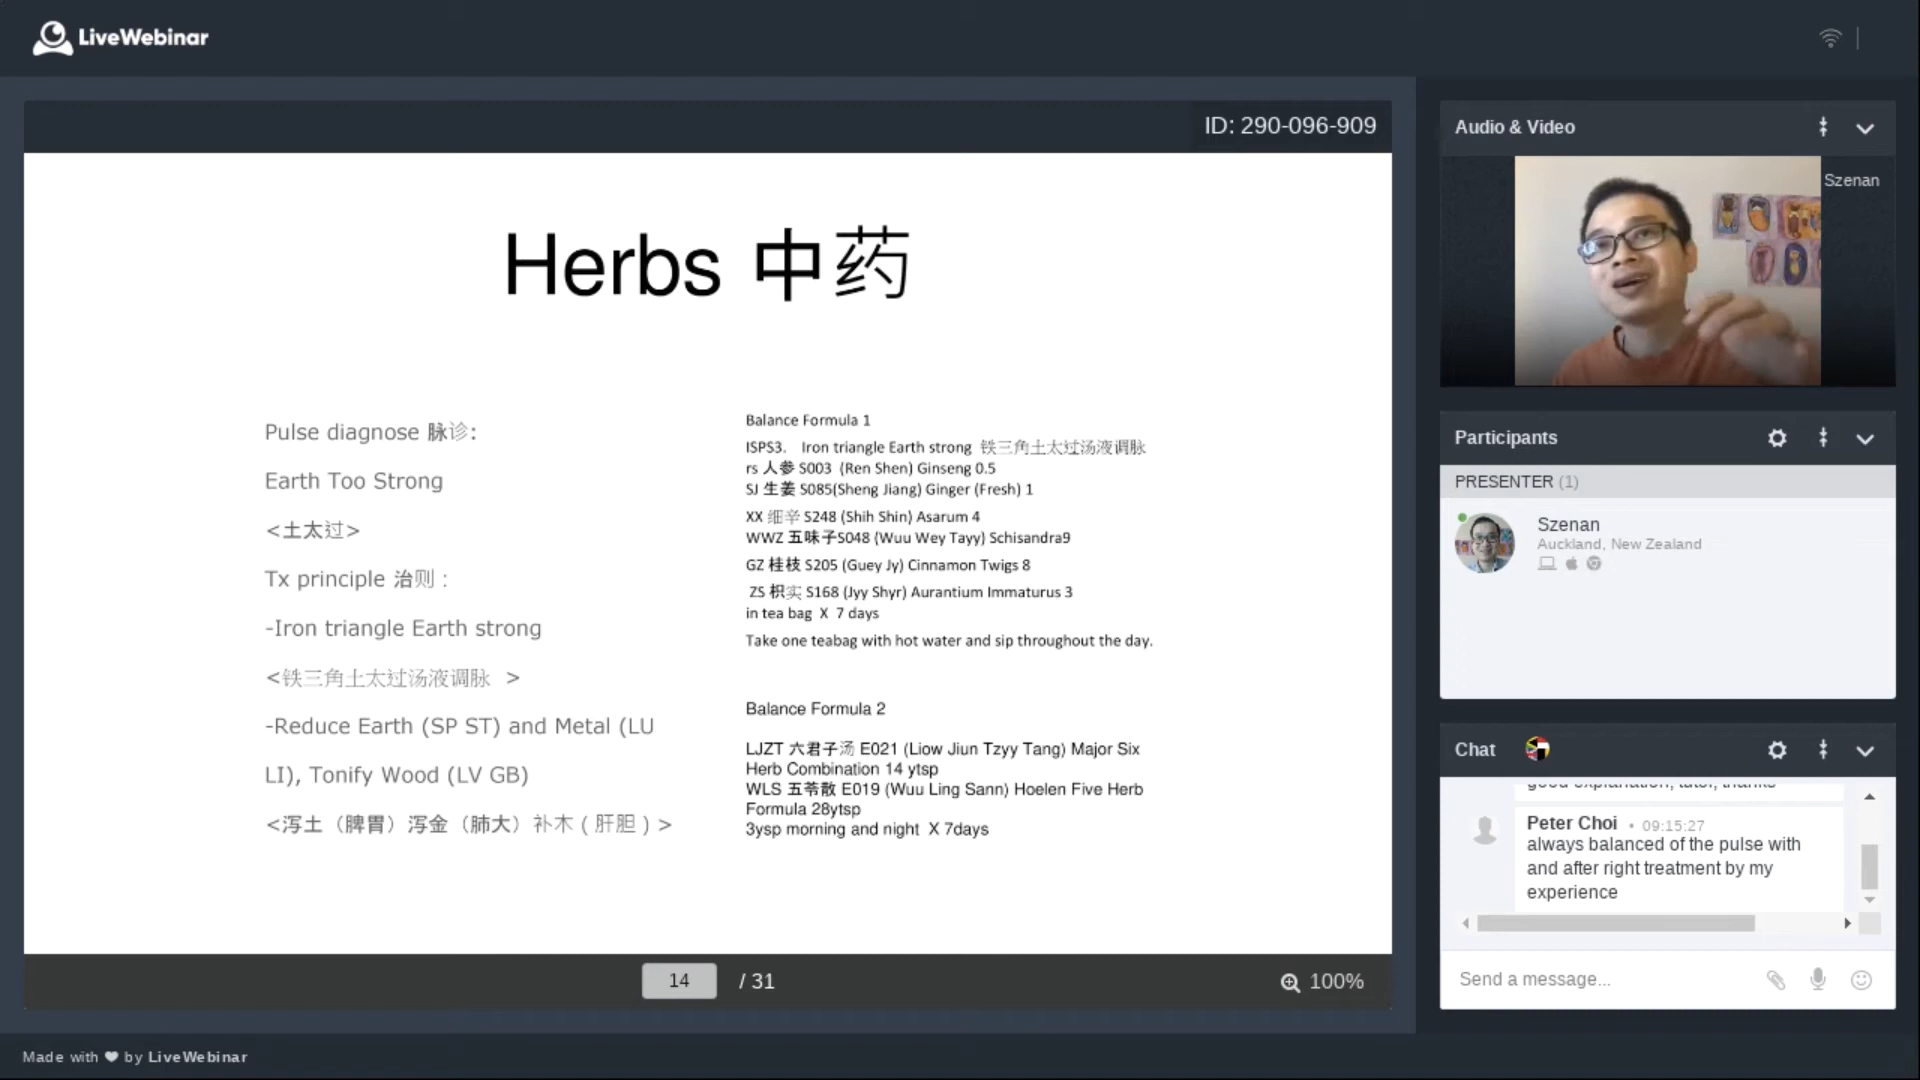 LiveWebinar
ID: 290-096-909
Herbs 中药
Pulse diagnose 脉诊:
Earth Too Strong
<土太过>
Tx principle 治则 :
-Iron triangle Earth strong
<铁三角土太过汤液调脉 >
-Reduce Earth (SP ST) and Metal (LU
LI), Tonify Wood (LV GB)
<泻土（脾胃）泻金（肺大）补木 ( 肝胆 ) >
Balance Formula 1
ISPS3. Iron triangle Earth strong 铁三角土太过汤液调脉
rs 人参 S003 (Ren Shen) Ginseng 0.5
SJ 生姜 S085(Sheng Jiang) Ginger (Fresh) 1
XX 细辛 S248 (Shih Shin) Asarum 4
WWZ 五味子S048 (Wuu Wey Tayy) Schisandra9
GZ 桂枝 S205 (Guey Jy) Cinnamon Twigs 8
ZS 枳实 S168 (Jyy Shyr) Aurantium Immaturus 3
in tea bag X 7 days
Take one teabag with hot water and sip throughout the day.
Balance Formula 2
LJZT 六君子汤 E021 (Liow Jiun Tzyy Tang) Major Six
Herb Combination 14 ytsp
WLS 五苓散 E019 (Wuu Ling Sann) Hoelen Five Herb
Formula 28ytsp
3ysp morning and night X 7days
14 / 31
100%
Audio & Video
Szenan
Participants
PRESENTER (1)
Szenan
Auckland, New Zealand
Chat
good explanation, tutor, thanks
Peter Choi • 09:15:27
always balanced of the pulse with
and after right treatment by my
experience
Send a message...
Made with ❤ by LiveWebinar